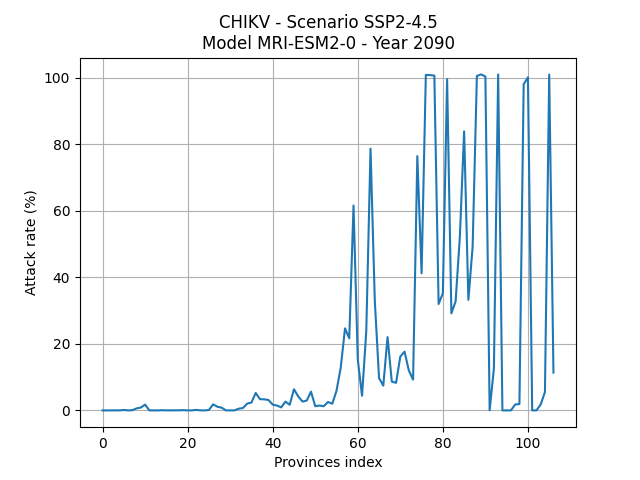 CHIKV - Scenario SSP2-4.5
Model MRI-ESM2-0 - Year 2090
100
80
60
40
20
0
Attack rate (%)
0 20 40 60 80 100
Provinces index